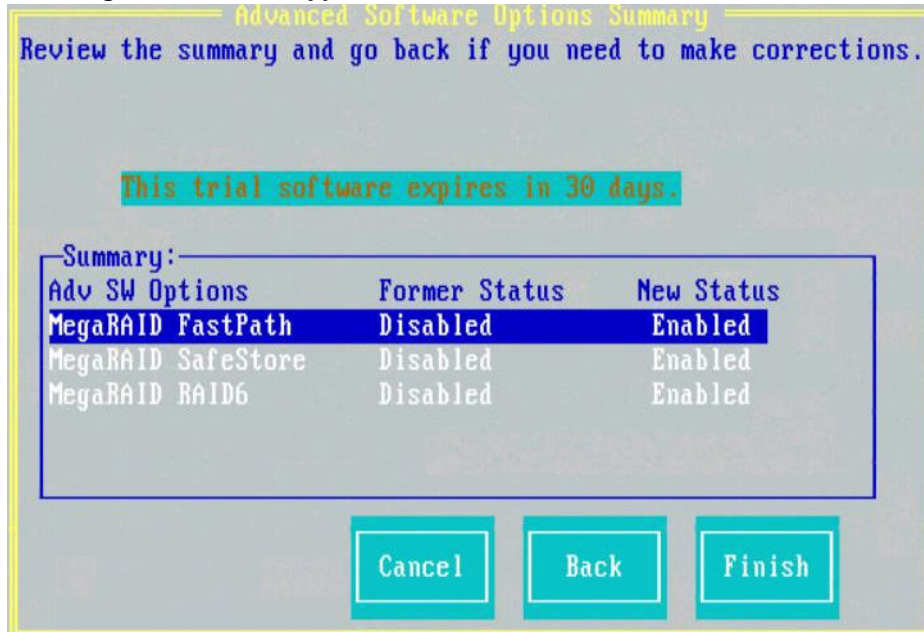 Advanced Software Options Summary
Review the summary and go back if you need to make corrections.
This trial software expires in 30 days.
Summary:
Adv SW Options Former Status New Status
MegaRAID FastPath Disabled Enabled
MegaRAID SafeStore Disabled Enabled
MegaRAID RAID6 Disabled Enabled
Cancel Back Finish